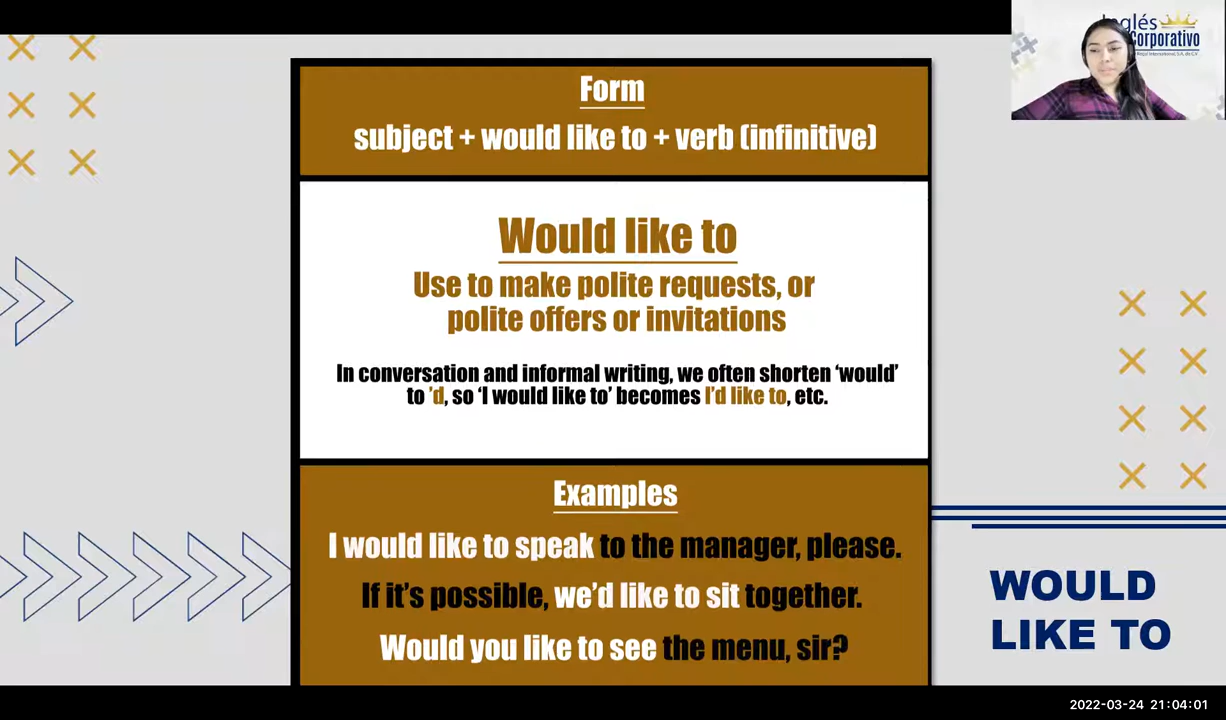 Inglés
Corporativo
Form
subject + would like to + verb (infinitive)
Would like to
Use to make polite requests, or
polite offers or invitations
In conversation and informal writing, we often shorten ‘would’
to ’d, so ‘I would like to’ becomes I’d like to, etc.
Examples
I would like to speak to the manager, please.
If it’s possible, we’d like to sit together.
Would you like to see the menu, sir?
WOULD
LIKE TO
2022-03-24 21:04:01